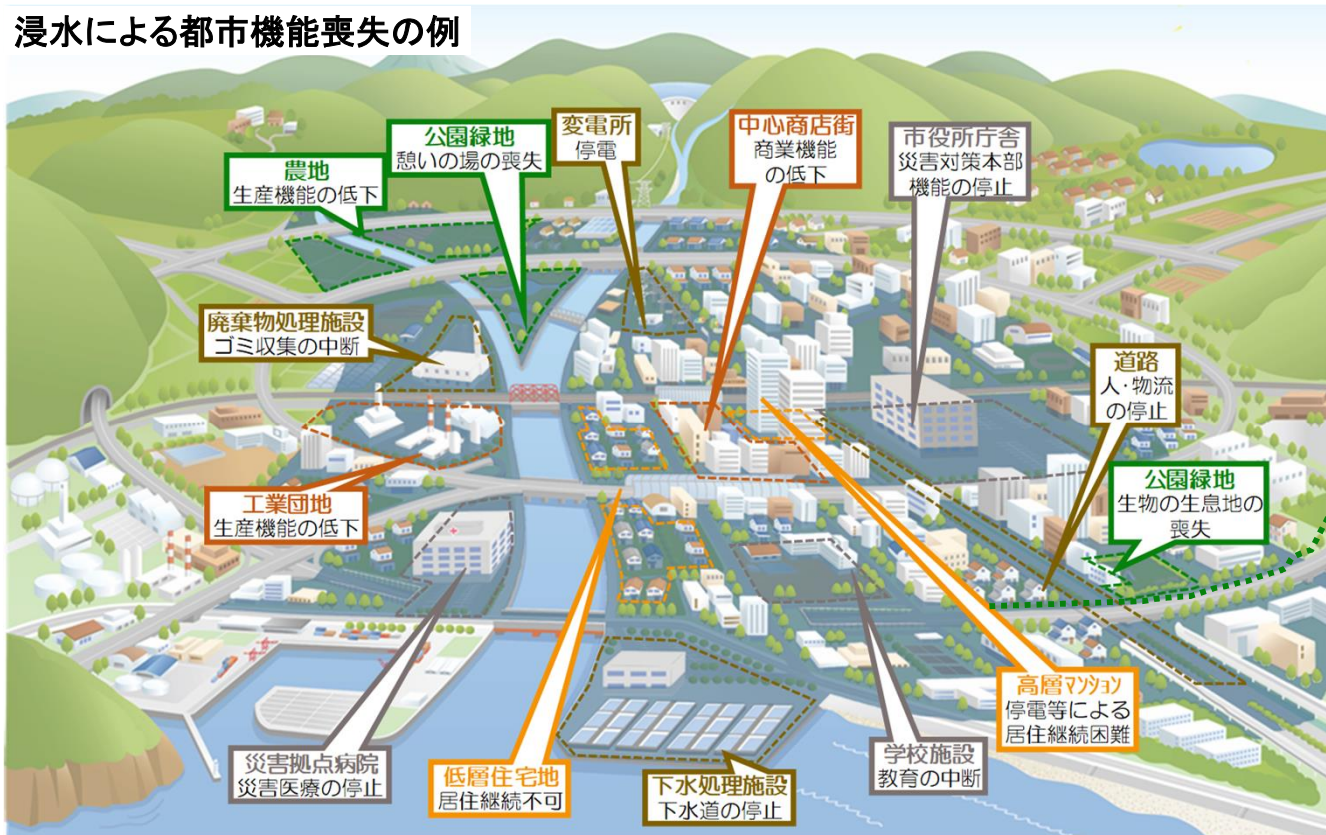 浸水による都市機能喪失の例
農地
生産機能の低下
公園緑地
憩いの場の喪失
変電所
停電
中心商店街
商業機能
の低下
市役所庁舎
災害対策本部
機能の停止
廃棄物処理施設
ゴミ収集の中断
道路
人・物流
の停止
工業団地
生産機能の低下
公園緑地
生物の生息地の
喪失
災害拠点病院
災害医療の停止
低層住宅地
居住継続不可
下水処理施設
下水道の停止
学校施設
教育の中断
高層マンション
停電等による
居住継続困難